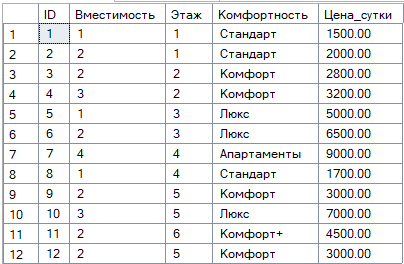 ID Вместимость Этаж Комфортность Цена_сутки
1 1 1 1 Стандарт 1500.00
2 2 2 1 Стандарт 2000.00
3 3 2 2 Комфорт 2800.00
4 4 3 2 Комфорт 3200.00
5 5 1 3 Люкс 5000.00
6 6 2 3 Люкс 6500.00
7 7 4 4 Апартаменты 9000.00
8 8 1 4 Стандарт 1700.00
9 9 2 5 Комфорт 3000.00
10 10 3 5 Люкс 7000.00
11 11 2 6 Комфорт+ 4500.00
12 12 2 5 Комфорт 3000.00